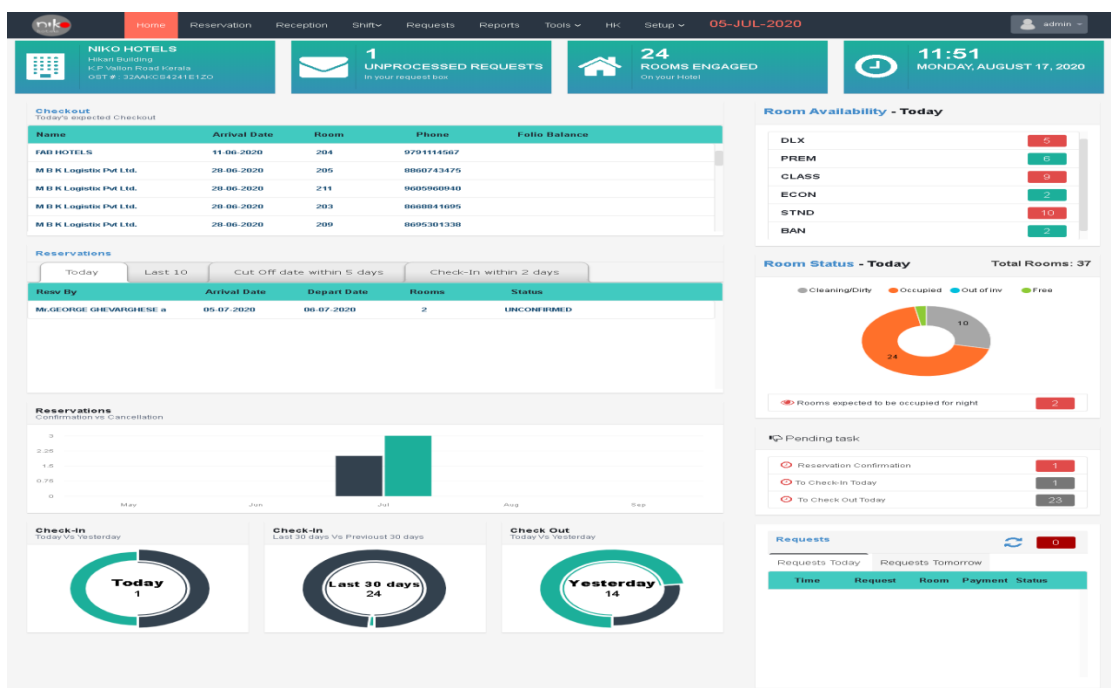 niko
Home Reservation Reception Shift Requests Reports Tools HK Setup 05-JUL-2020 admin
NIKO HOTELS
Hikari Building
K.P Vallon Road Kerala
GST # : 32AAKCS4241
1
UNPROCESSED REQUESTS
In your request box
24
ROOMS ENGAGED
On your Hotel
11:51
MONDAY, AUGUST 17, 2020
Checkout
Today's expected Checkout
Name Arrival Date Room Phone Folio Balance
FAB HOTELS 11-06-2020 204 9791114567
M B K Logistix Pvt Ltd. 28-06-2020 205 8860743475
M B K Logistix Pvt Ltd. 28-06-2020 211 9605960940
M B K Logistix Pvt Ltd. 28-06-2020 203 8668841695
M B K Logistix Pvt Ltd. 28-06-2020 209 8695301338
Reservations
Today Last 10 Cut Off date within 5 days Check-In within 2 days
Resv By Arrival Date Depart Date Rooms Status
Mr.GEORGE GHEVARGHESE a 05-07-2020 06-07-2020 2 UNCONFIRMED
Reservations
Confirmation vs Cancellation
3
2.25
1.5
0.75
0
May Jun Jul Aug Sep
Check-In
Today Vs Yesterday
Today
1
Check-In
Last 30 days Vs Previoust 30 days
Last 30 days
24
Check Out
Today Vs Yesterday
Yesterday
14
Room Availability - Today
DLX 5
PREM 6
CLASS 9
ECON 2
STND 10
BAN 2
Room Status - Today Total Rooms: 37
Cleaning/Dirty Occupied Out of inv Free
10
24
Rooms expected to be occupied for night 2
Pending task
Reservation Confirmation 1
To Check-In Today 1
To Check Out Today 23
Requests 0
Requests Today Requests Tomorrow
Time Request Room Payment Status